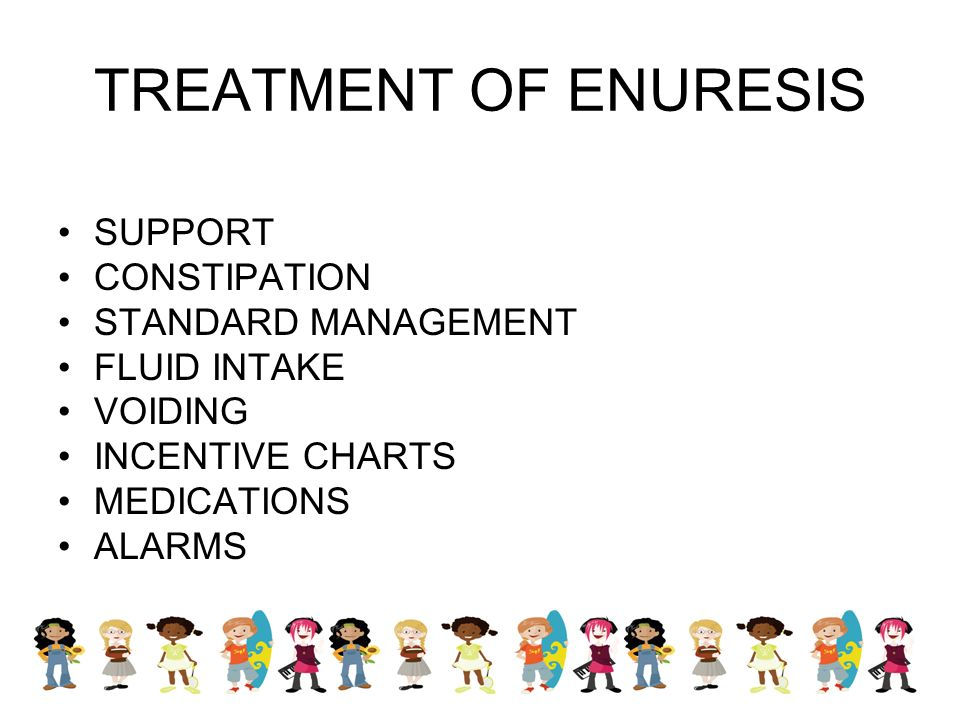 TREATMENT OF ENURESIS
• SUPPORT
• CONSTIPATION
• STANDARD MANAGEMENT
• FLUID INTAKE
• VOIDING
• INCENTIVE CHARTS
• MEDICATIONS
• ALARMS